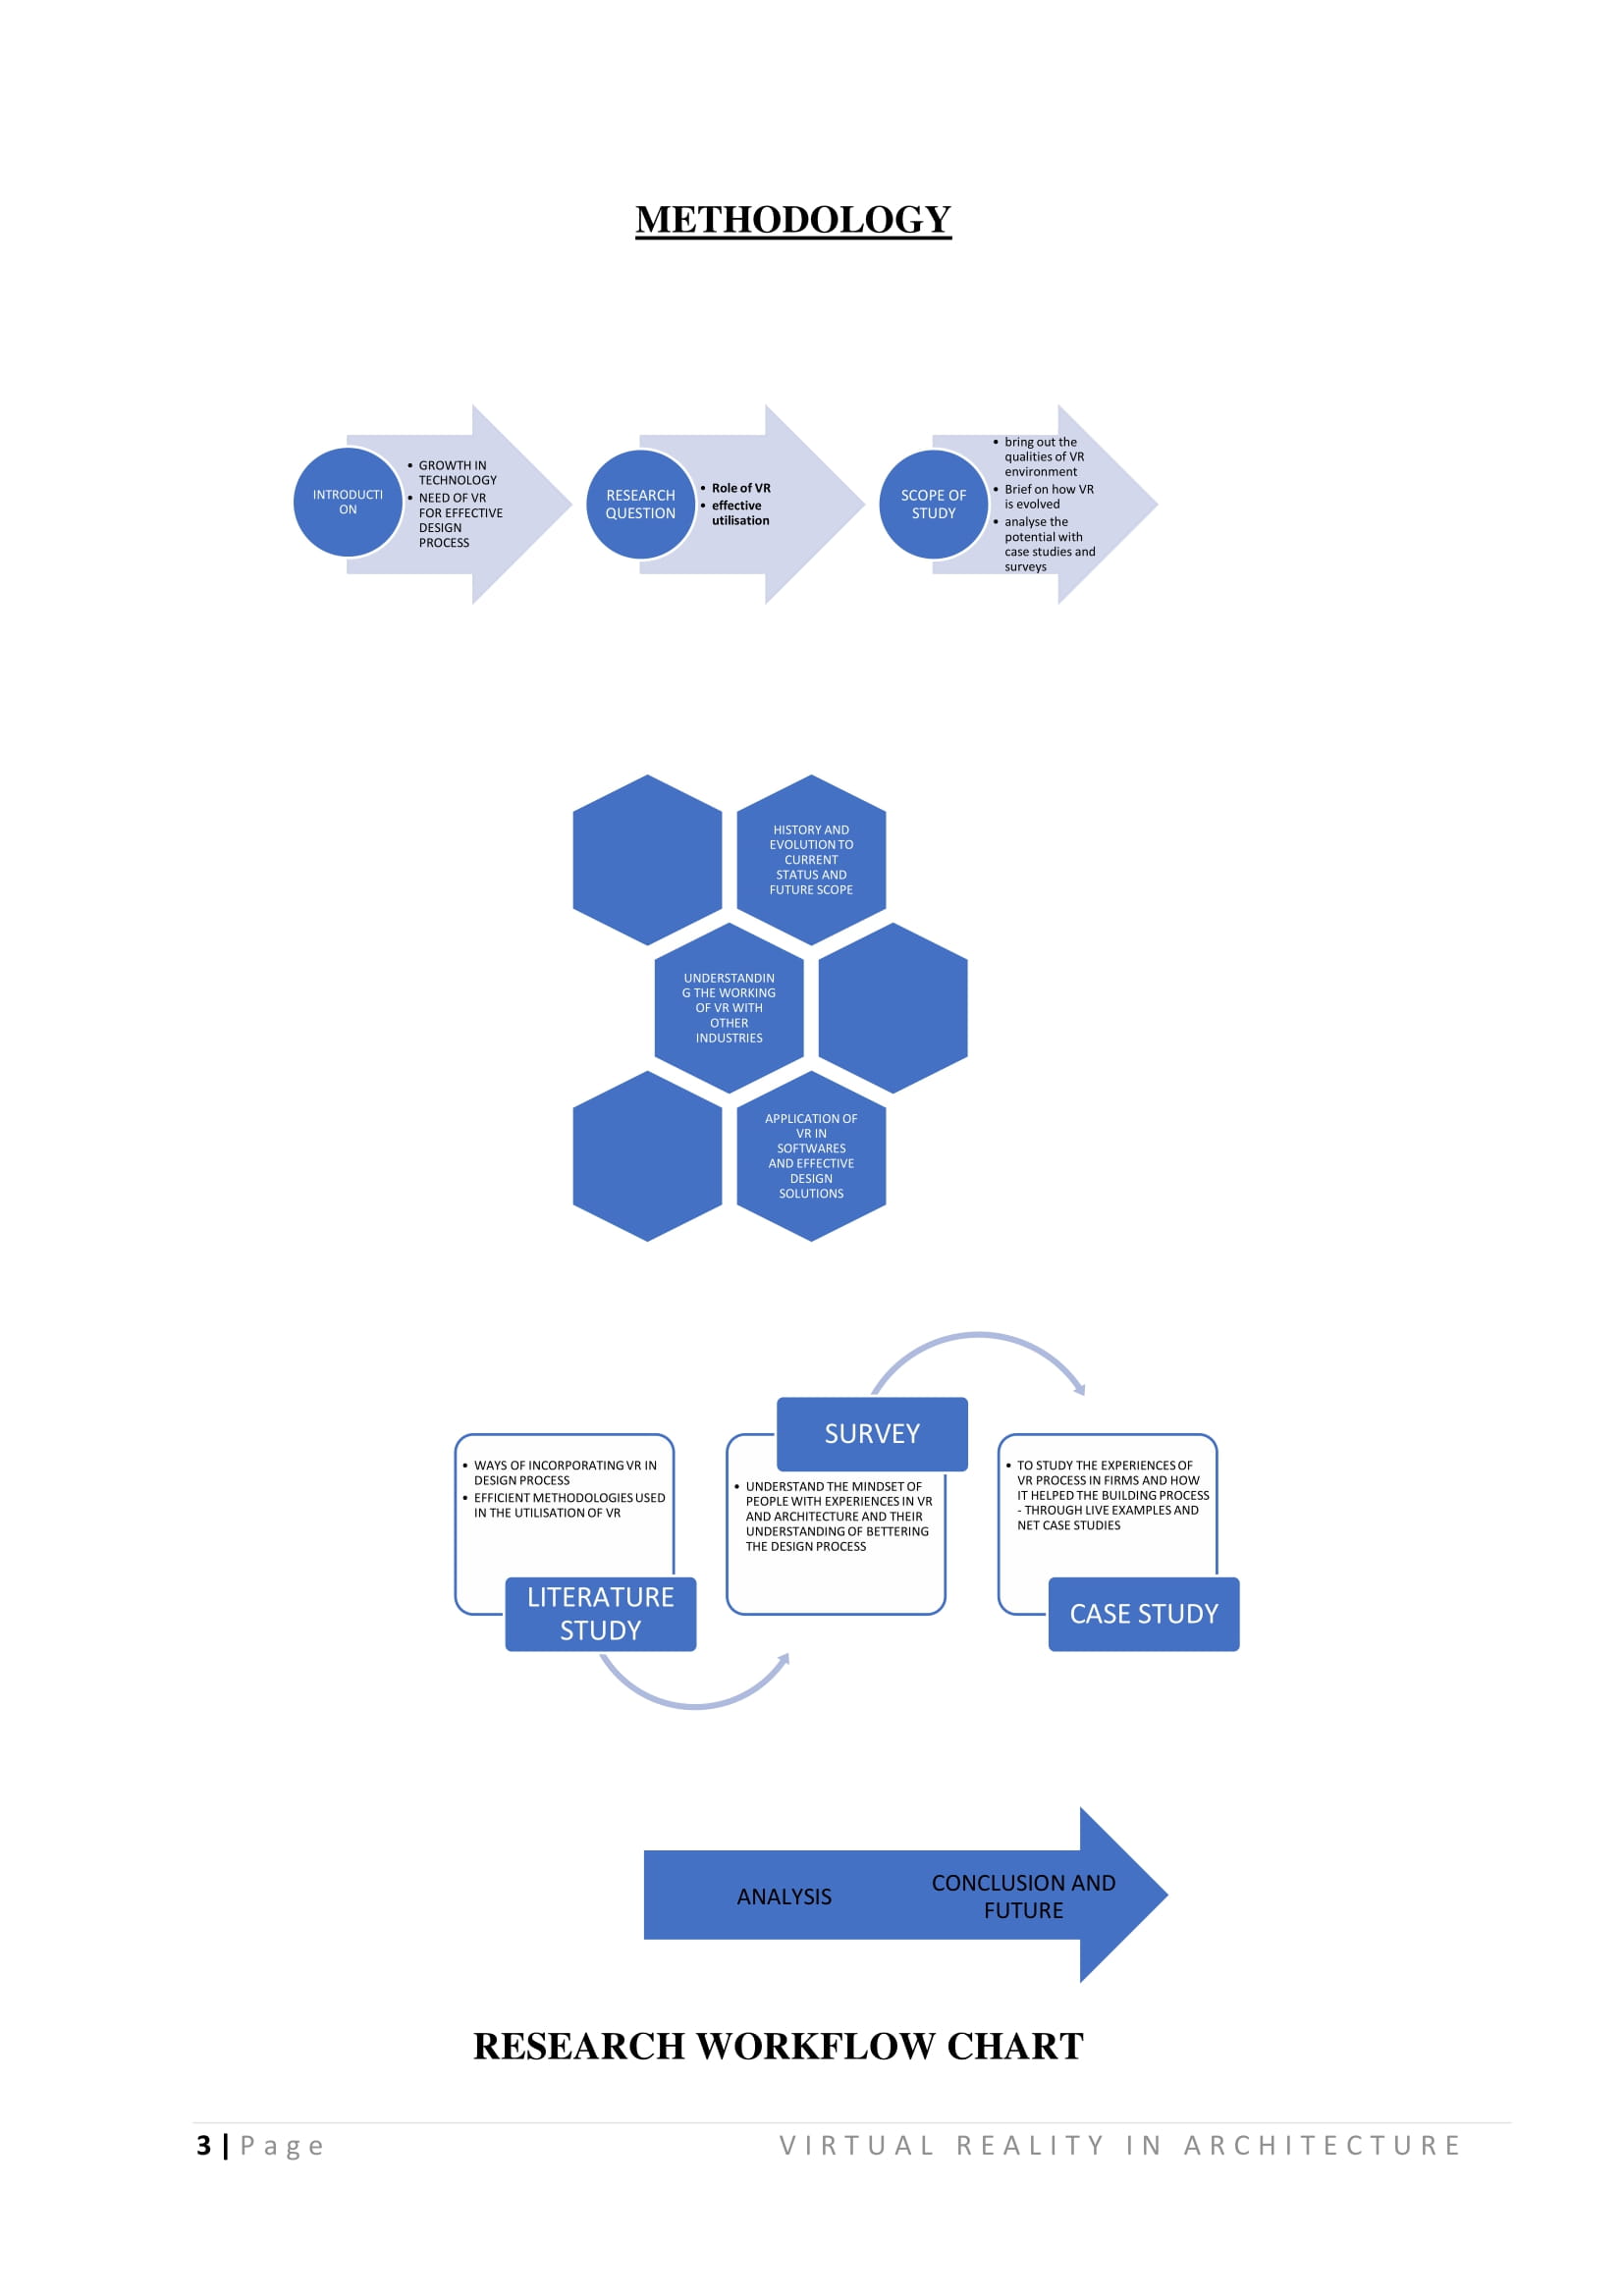 METHODOLOGY
INTRODUCTI
ON
• GROWTH IN
TECHNOLOGY
• NEED OF VR
FOR EFFECTIVE
DESIGN
PROCESS
RESEARCH
QUESTION
• Role of VR
• effective
utilisation
SCOPE OF
STUDY
• bring out the
qualities of VR
environment
• Brief on how VR
is evolved
• analyse the
potential with
case studies and
surveys
HISTORY AND
EVOLUTION TO
CURRENT
STATUS AND
FUTURE SCOPE
UNDERSTANDIN
G THE WORKING
OF VR WITH
OTHER
INDUSTRIES
APPLICATION OF
VR IN
SOFTWARES
AND EFFECTIVE
DESIGN
SOLUTIONS
• WAYS OF INCORPORATING VR IN
DESIGN PROCESS
• EFFICIENT METHODOLOGIES USED
IN THE UTILISATION OF VR
LITERATURE
STUDY
SURVEY
• UNDERSTAND THE MINDSET OF
PEOPLE WITH EXPERIENCES IN VR
AND ARCHITECTURE AND THEIR
UNDERSTANDING OF BETTERING
THE DESIGN PROCESS
• TO STUDY THE EXPERIENCES OF
VR PROCESS IN FIRMS AND HOW
IT HELPED THE BUILDING PROCESS
- THROUGH LIVE EXAMPLES AND
NET CASE STUDIES
CASE STUDY
ANALYSIS
CONCLUSION AND
FUTURE
RESEARCH WORKFLOW CHART
3 | Page
VIRTUAL REALITY IN ARCHITECTURE